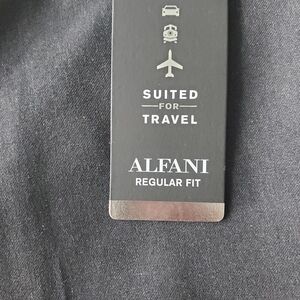 SUITED
FOR
TRAVEL
ALFANI
REGULAR FIT